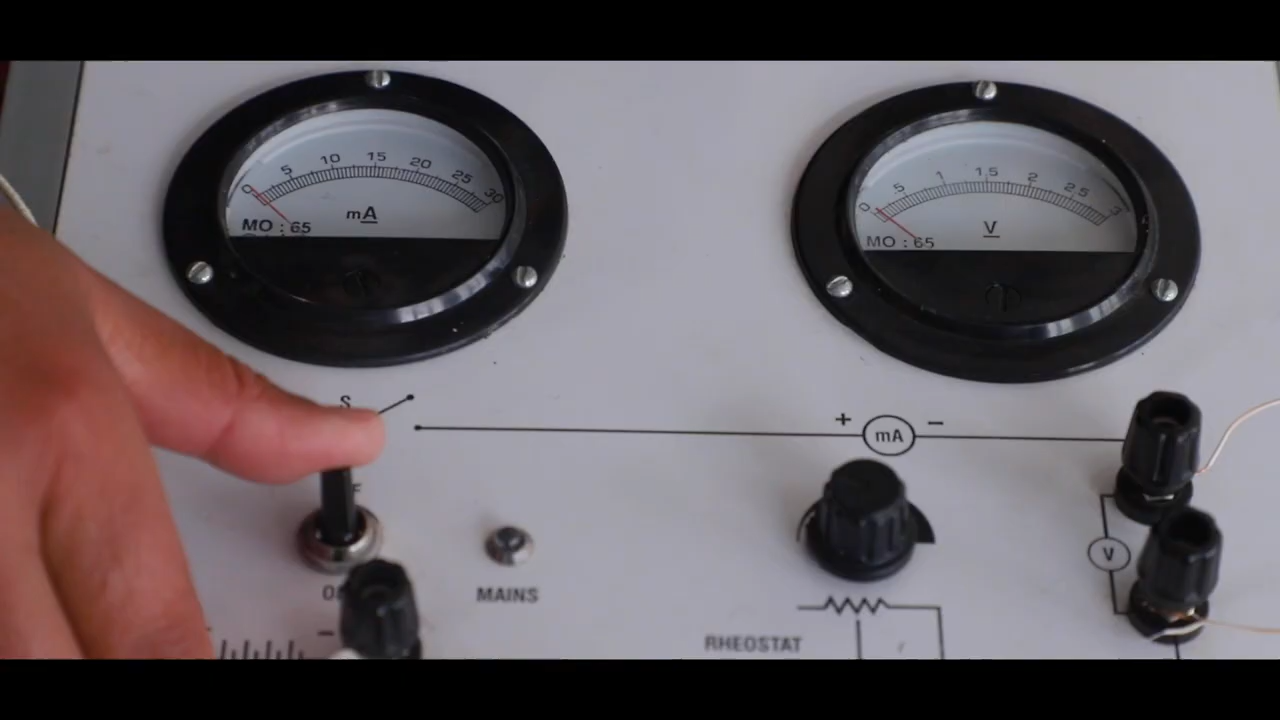 0 5 10 15 20 25 30
mA
MO : 65
0 .5 1 1.5 2 2.5 3
V
MO : 65
S
+ mA −
V
MAINS
−
RHEOSTAT